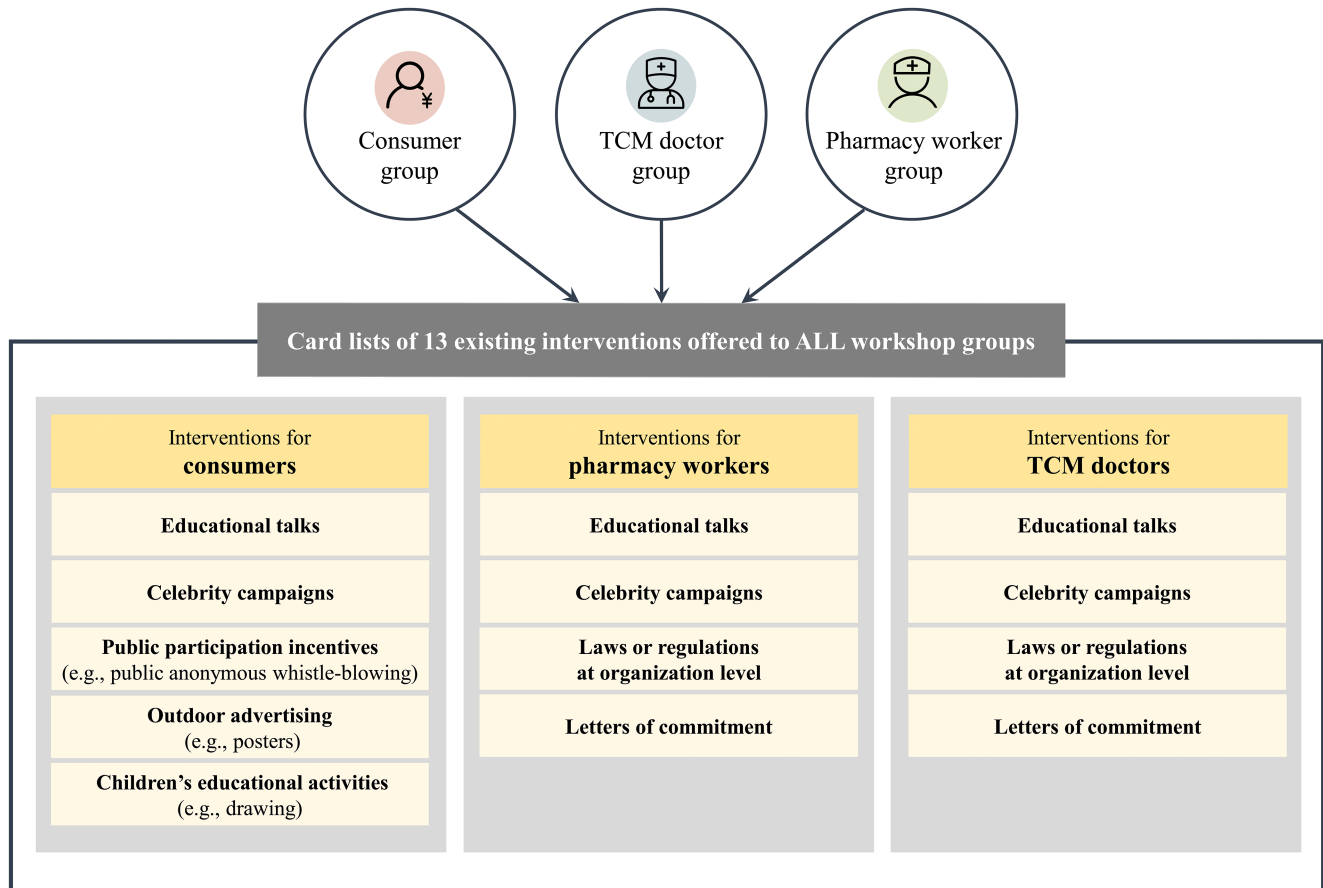 Consumer
group
TCM doctor
group
Pharmacy worker
group
¥
Card lists of 13 existing interventions offered to ALL workshop groups
Interventions for
consumers
Educational talks
Celebrity campaigns
Public participation incentives
(e.g., public anonymous whistle-blowing)
Outdoor advertising
(e.g., posters)
Children’s educational activities
(e.g., drawing)
Interventions for
pharmacy workers
Educational talks
Celebrity campaigns
Laws or regulations
at organization level
Letters of commitment
Interventions for
TCM doctors
Educational talks
Celebrity campaigns
Laws or regulations
at organization level
Letters of commitment